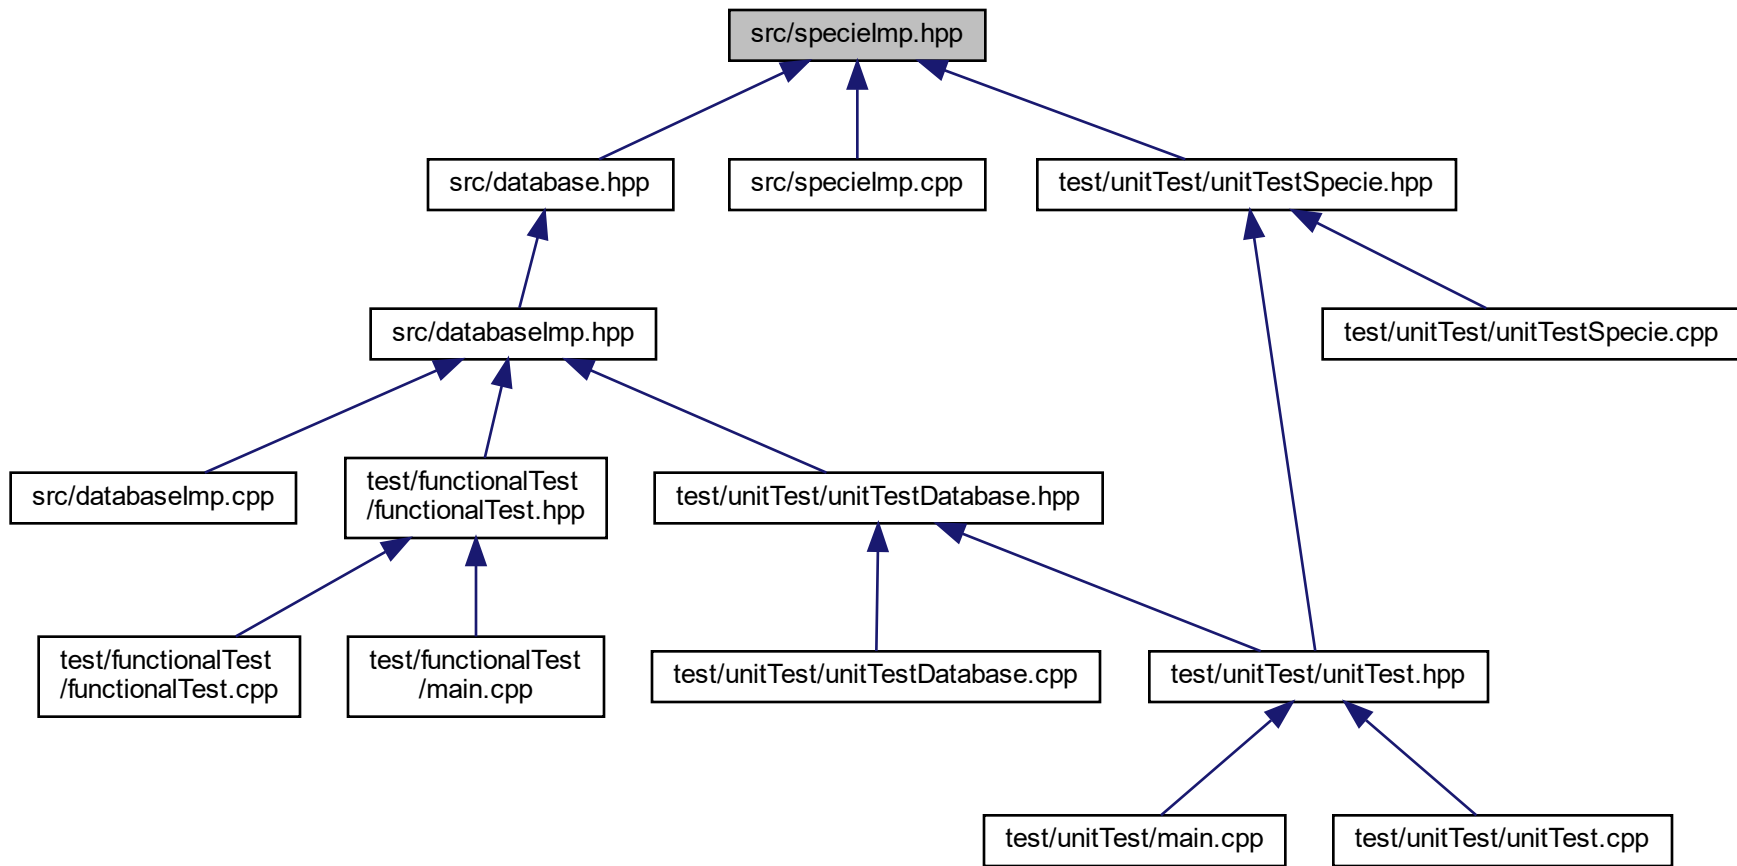 src/specieImp.hpp
src/database.hpp
src/specieImp.cpp
test/unitTest/unitTestSpecie.hpp
src/databaseImp.hpp
test/unitTest/unitTestSpecie.cpp
src/databaseImp.cpp
test/functionalTest
/functionalTest.hpp
test/unitTest/unitTestDatabase.hpp
test/functionalTest
/functionalTest.cpp
test/functionalTest
/main.cpp
test/unitTest/unitTestDatabase.cpp
test/unitTest/unitTest.hpp
test/unitTest/main.cpp
test/unitTest/unitTest.cpp